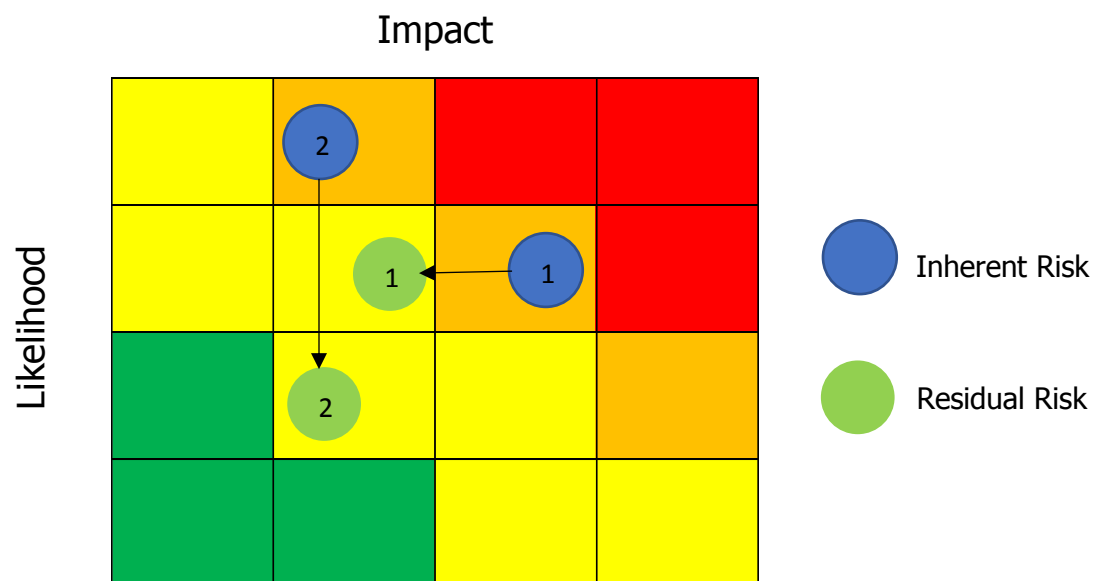 Impact
Likelihood
2
1
1
2
Inherent Risk
Residual Risk